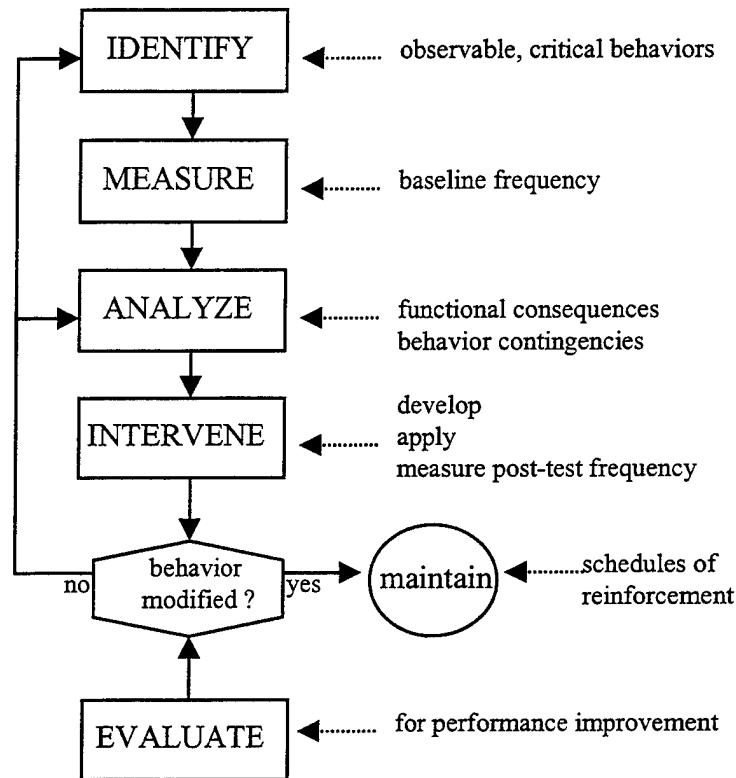 IDENTIFY
observable, critical behaviors
MEASURE
baseline frequency
ANALYZE
functional consequences
behavior contingencies
INTERVENE
develop
apply
measure post-test frequency
no
behavior
modified ?
yes
maintain
schedules of
reinforcement
EVALUATE
for performance improvement